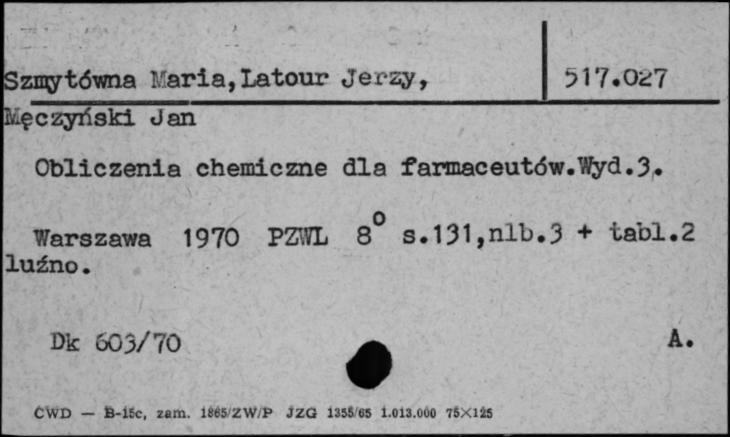 Szmytówna Maria,Latour Jerzy, 517.027
Męczyński Jan
Obliczenia chemiczne dla farmaceutów.Wyd.3.
Warszawa 1970 PZWL 8° s.131,nlb.3 + tabl.2
luźno.
Dk 603/70 A.
CWD — B-15c, zam. 1865/ZW/P JZG 1355/65 1.013.000 75X125